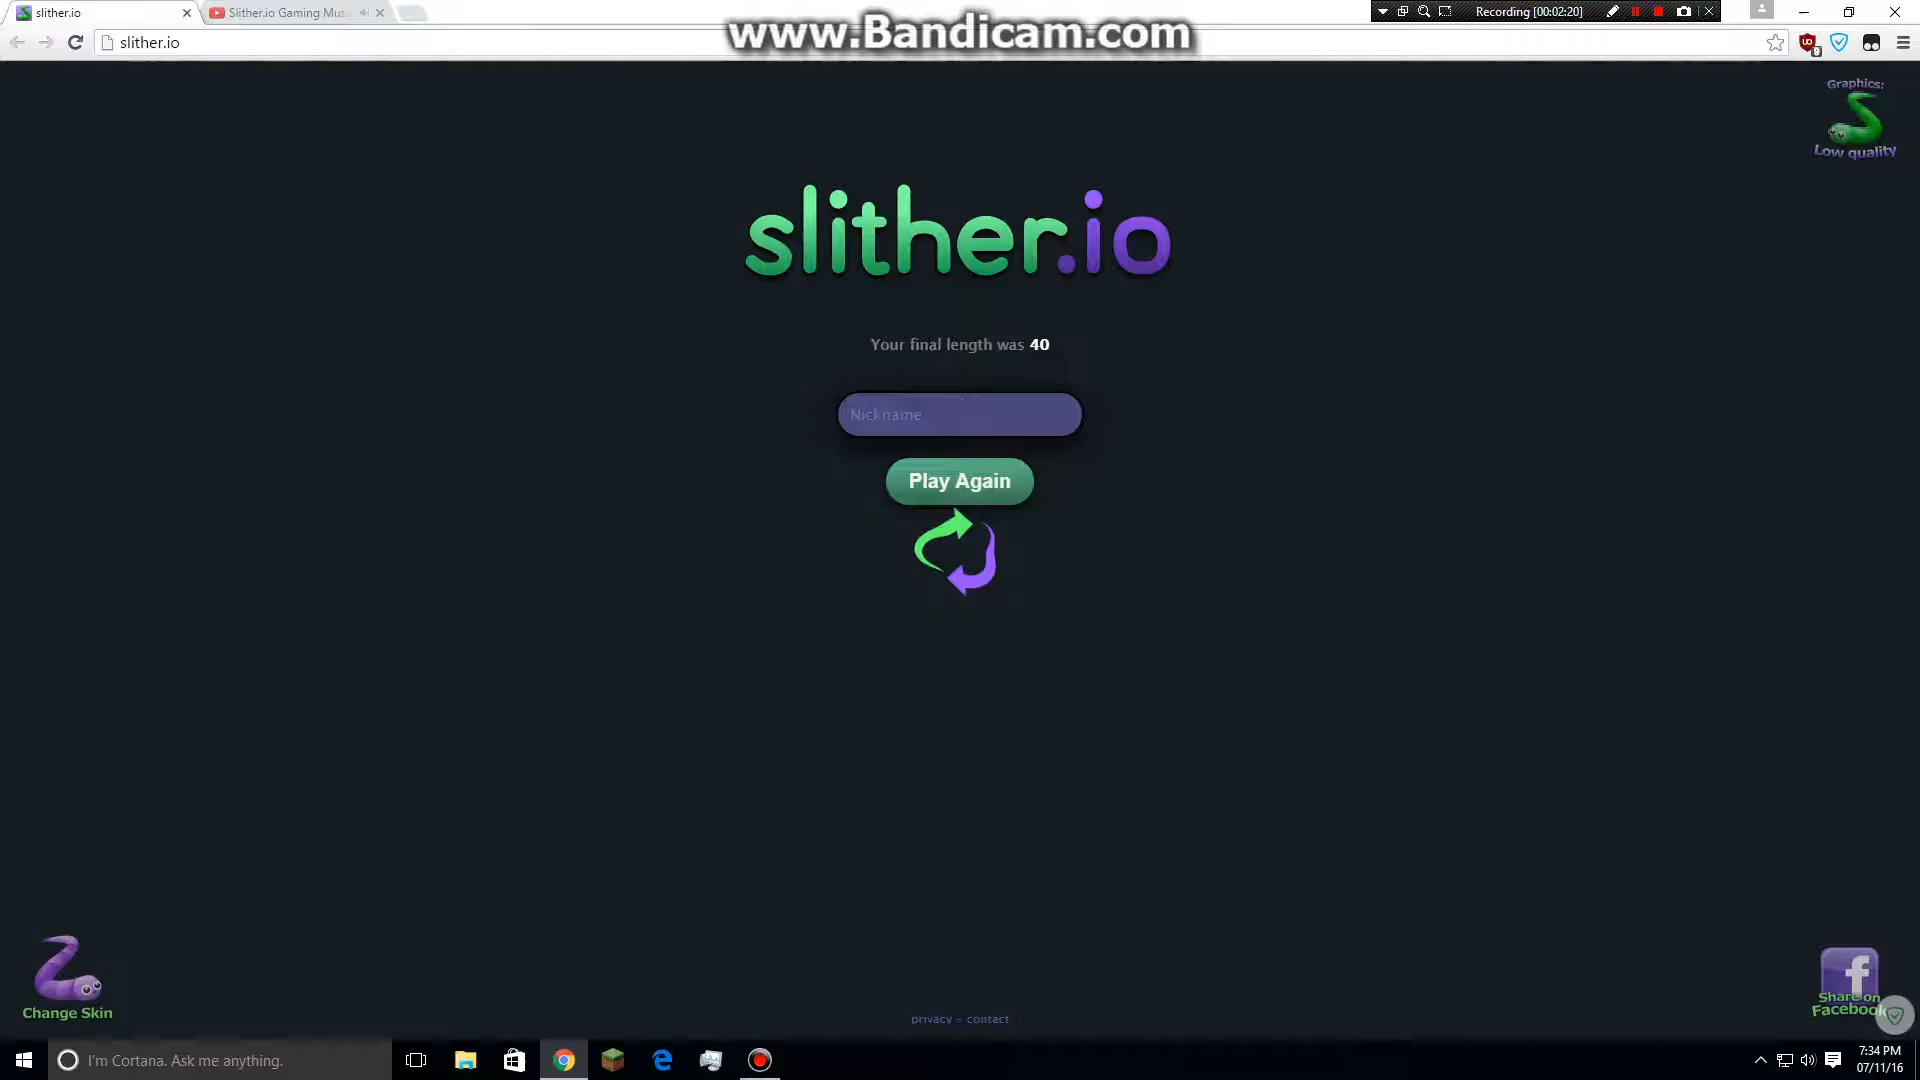 slither.io
Slither.io Gaming Mus
www.Bandicam.com
Recording [00:02:20]
slither.io
Graphics:
Low quality
slither.io
Your final length was 40
Nickname
Play Again
Change Skin
Share on
Facebook
privacy - contact
I'm Cortana. Ask me anything.
7:34 PM
07/11/16